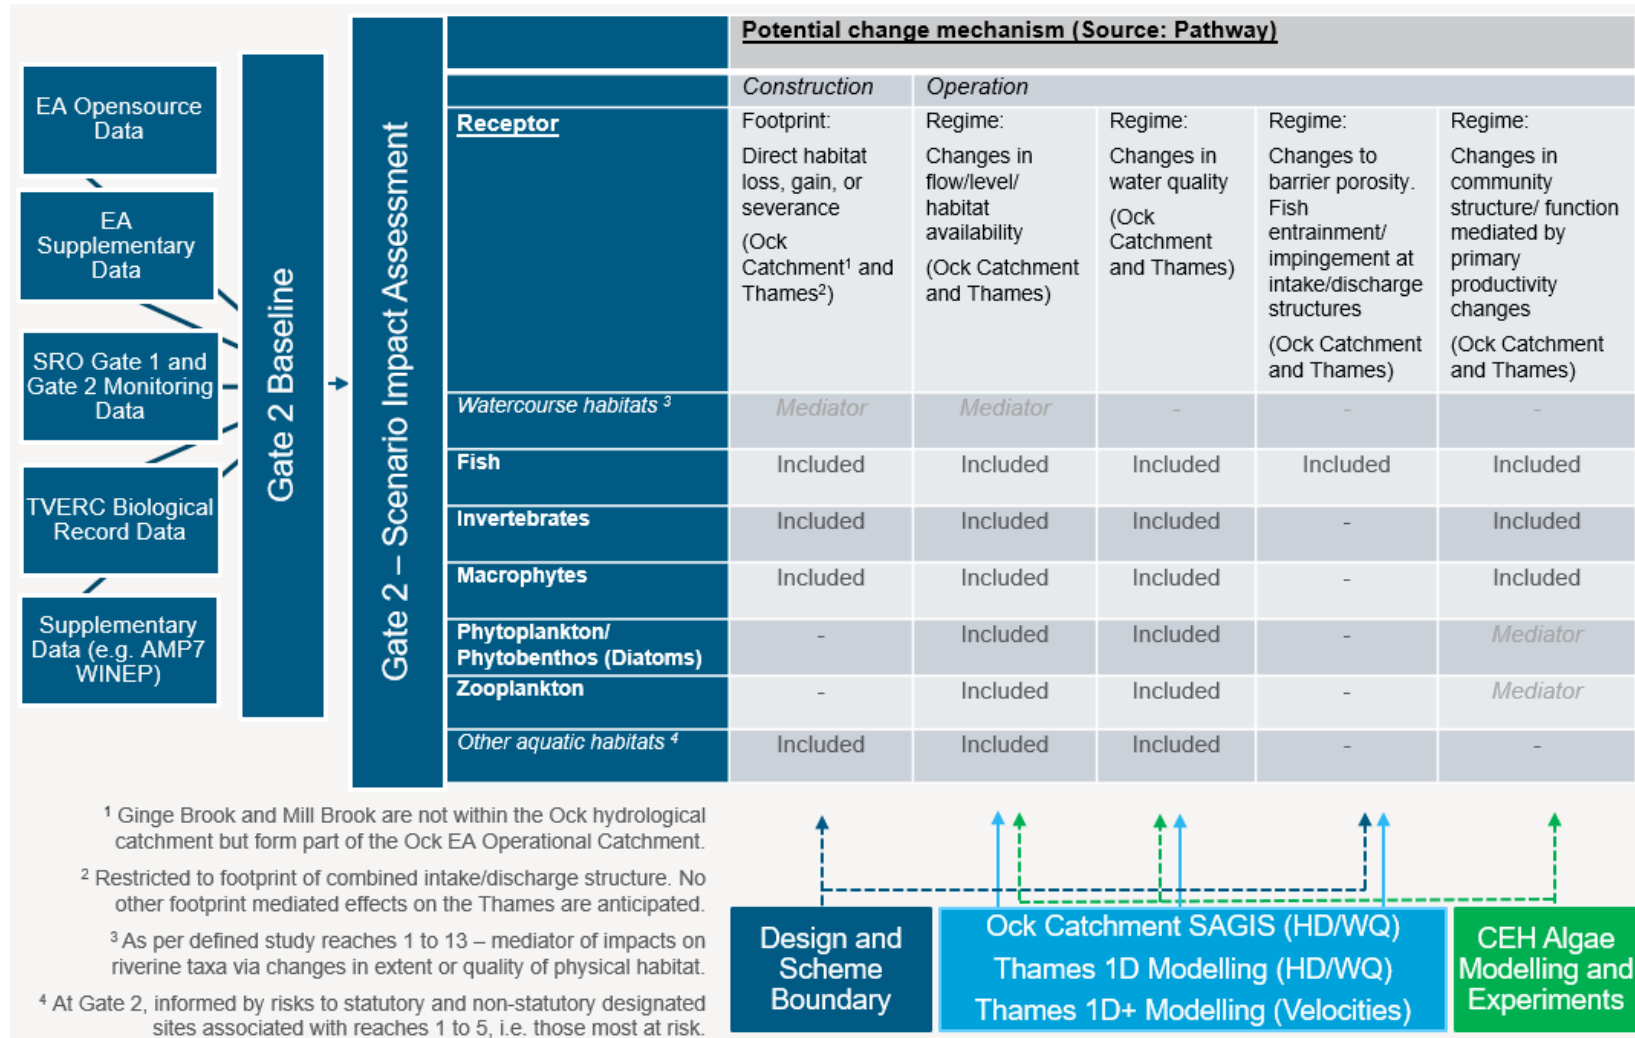 EA Opensource
Data
EA
Supplementary
Data
SRO Gate 1 and
Gate 2 Monitoring
Data
TVERC Biological
Record Data
Supplementary
Data (e.g. AMP7
WINEP)
Gate 2 Baseline
Gate 2 – Scenario Impact Assessment
Potential change mechanism (Source: Pathway)
Construction
Operation
Receptor
Footprint:
Direct habitat
loss, gain, or
severance
(Ock
Catchment¹ and
Thames²)
Regime:
Changes in
flow/level/
habitat
availability
(Ock Catchment
and Thames)
Regime:
Changes in
water quality
(Ock
Catchment
and Thames)
Regime:
Changes to
barrier porosity.
Fish
entrainment/
impingement at
intake/discharge
structures
(Ock Catchment
and Thames)
Regime:
Changes in
community
structure/ function
mediated by
primary
productivity
changes
(Ock Catchment
and Thames)
Watercourse habitats ³ Mediator Mediator - - -
Fish Included Included Included Included Included
Invertebrates Included Included Included - Included
Macrophytes Included Included Included - Included
Phytoplankton/
Phytobenthos (Diatoms) - Included Included - Mediator
Zooplankton - Included Included - Mediator
Other aquatic habitats ⁴ Included Included Included - -
¹ Ginge Brook and Mill Brook are not within the Ock hydrological
catchment but form part of the Ock EA Operational Catchment.
² Restricted to footprint of combined intake/discharge structure. No
other footprint mediated effects on the Thames are anticipated.
³ As per defined study reaches 1 to 13 – mediator of impacts on
riverine taxa via changes in extent or quality of physical habitat.
⁴ At Gate 2, informed by risks to statutory and non-statutory designated
sites associated with reaches 1 to 5, i.e. those most at risk.
Design and
Scheme
Boundary
Ock Catchment SAGIS (HD/WQ)
Thames 1D Modelling (HD/WQ)
Thames 1D+ Modelling (Velocities)
CEH Algae
Modelling and
Experiments